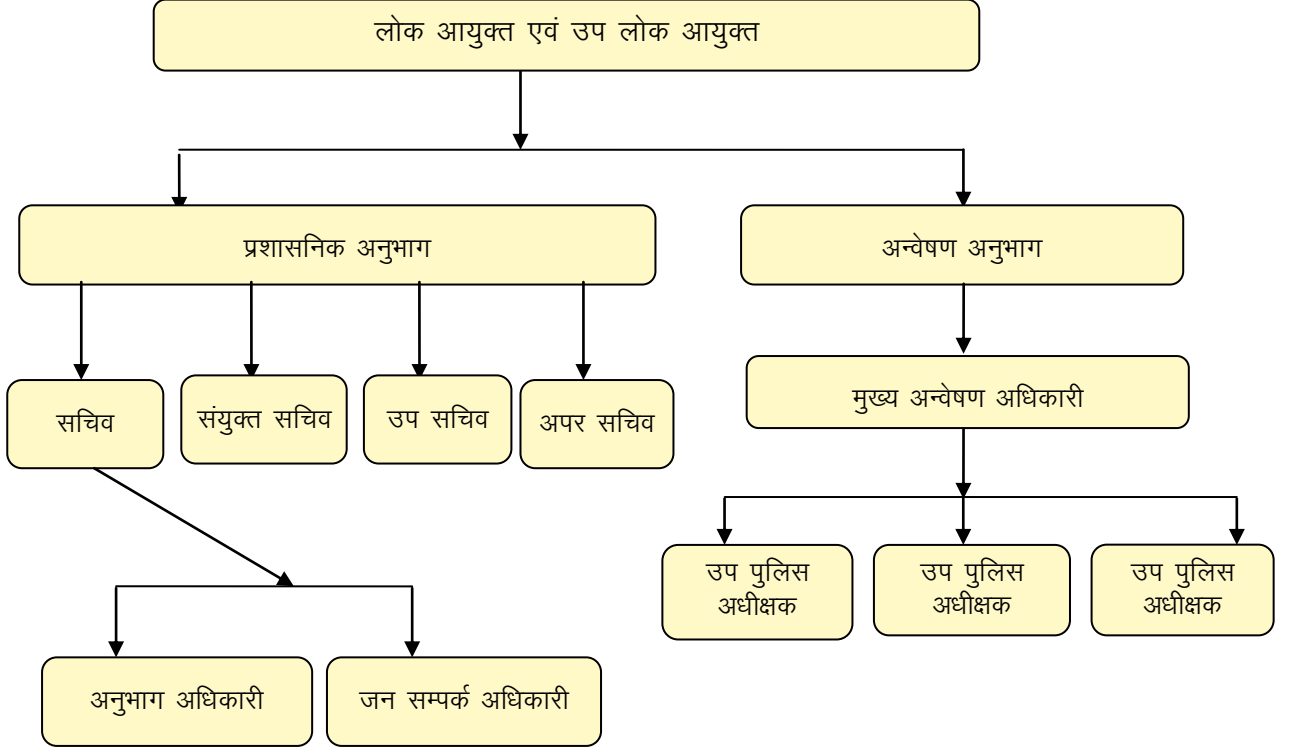 लोक आयुक्त एवं उप लोक आयुक्त
प्रशासनिक अनुभाग
अन्वेषण अनुभाग
सचिव
संयुक्त सचिव
उप सचिव
अपर सचिव
मुख्य अन्वेषण अधिकारी
उप पुलिस
अधीक्षक
उप पुलिस
अधीक्षक
उप पुलिस
अधीक्षक
अनुभाग अधिकारी
जन सम्पर्क अधिकारी